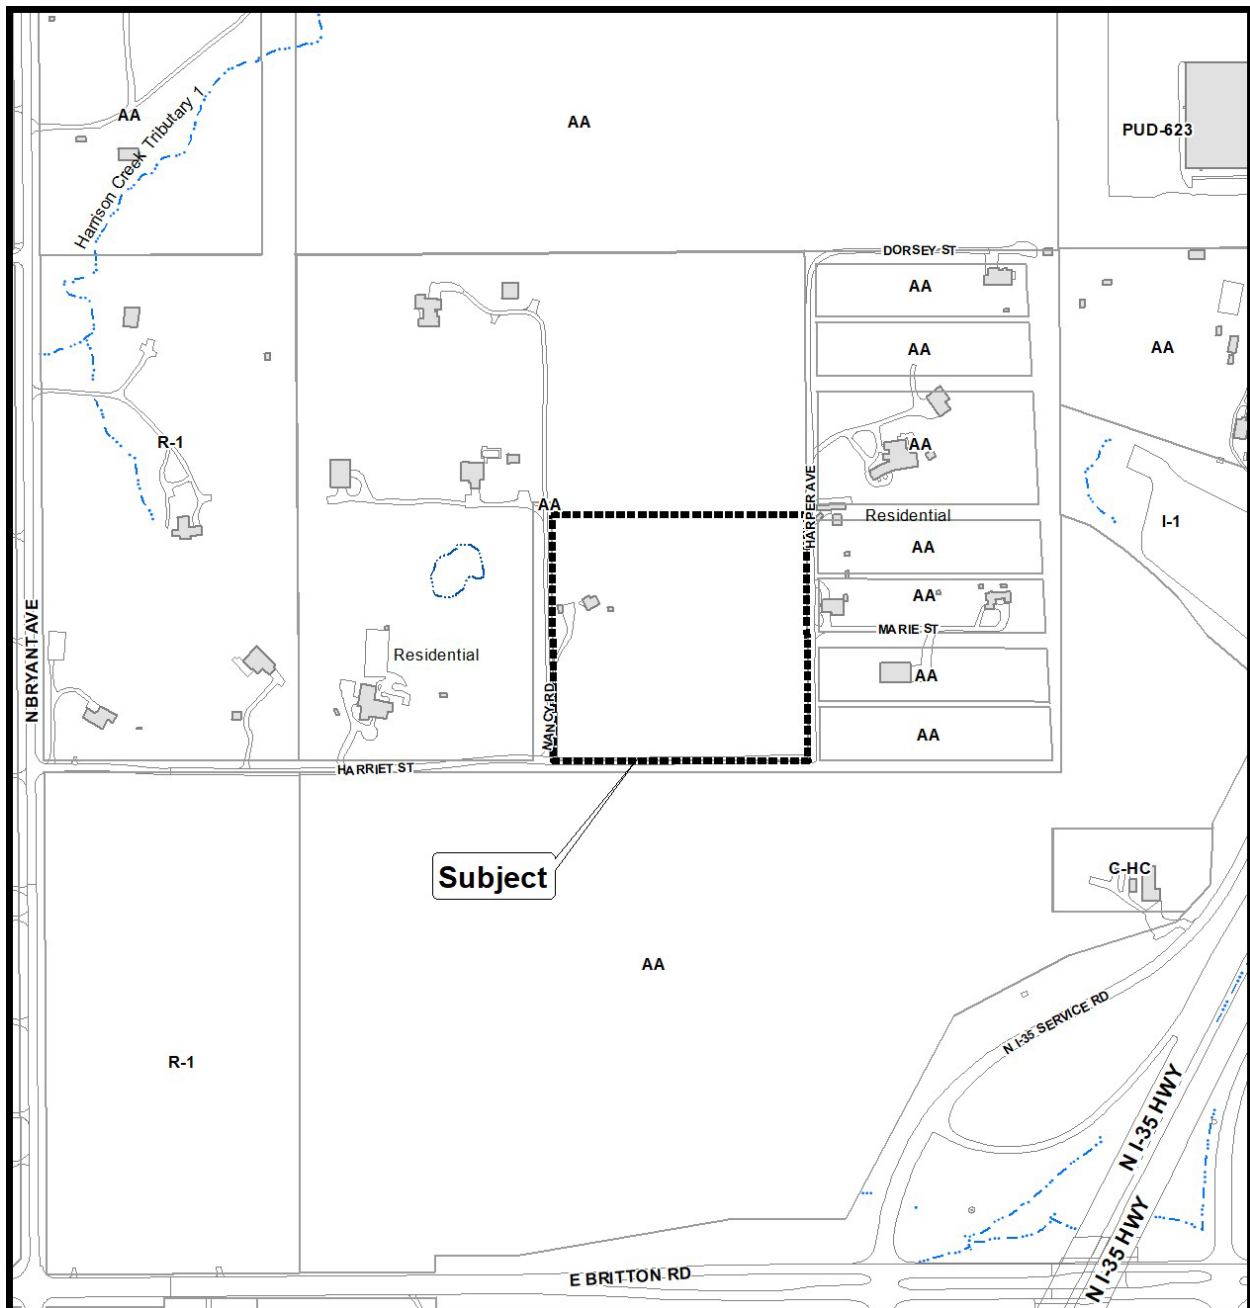 AA
AA
PUD-623
Harrison Creek Tributary 1
DORSEY ST
AA
AA
AA
R-1
AA
AA
HARPER AVE
Residential
I-1
AA
AA
MARIE ST
N BRYANT AVE
Residential
NANCY RD
AA
AA
HARRIET ST
Subject
C-HC
AA
N I-35 SERVICE RD
R-1
N I-35 HWY
N I-35 HWY
E BRITTON RD